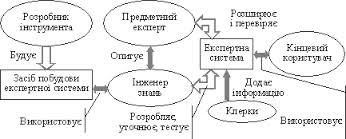 Розробник
інструмента
Предметний
експерт
Розширює
і перевіряє
Будує
Опитує
Експертна
система
Кінцевий
користувач
Засіб побудови
експертної системи
Інженер
знань
Додає
інформацію
Клерки
Використовує
Розробляє,
уточнює, тестує
Використовує